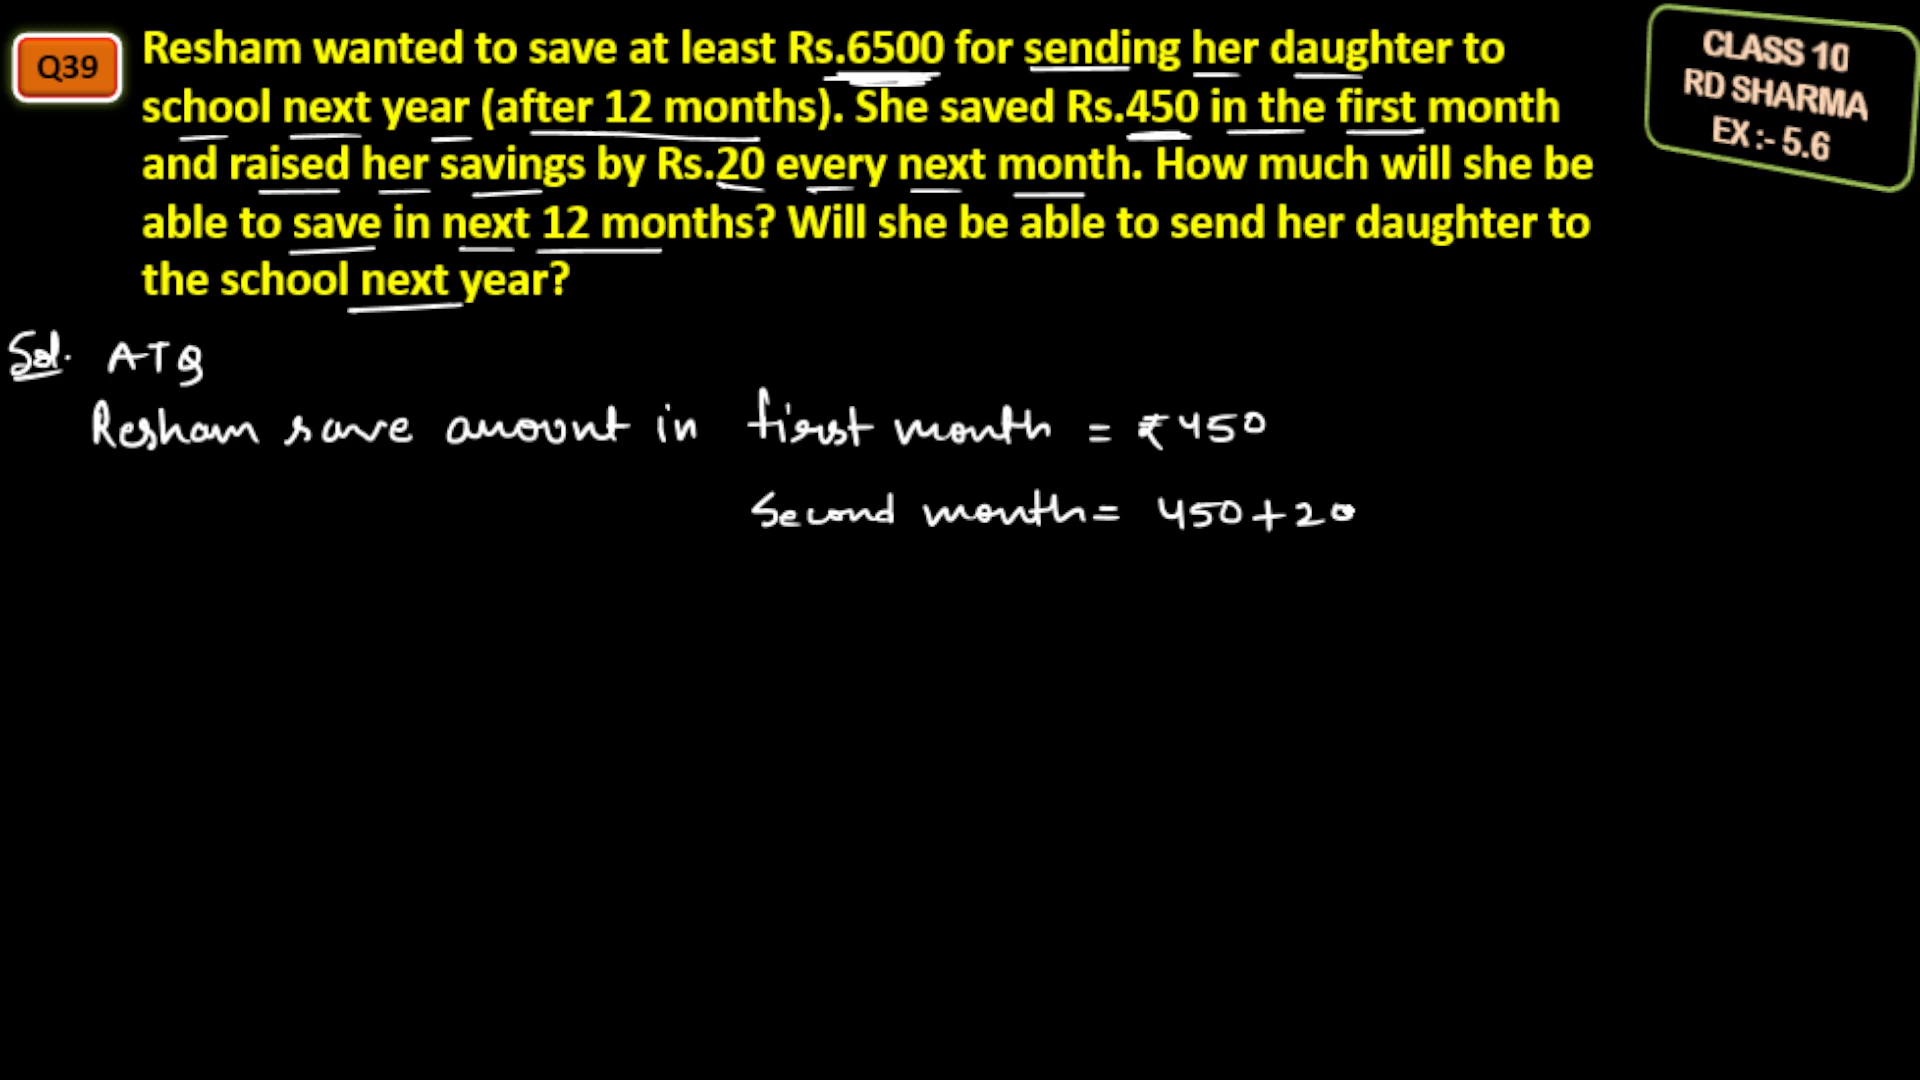 Q39
Resham wanted to save at least Rs.6500 for sending her daughter to
school next year (after 12 months). She saved Rs.450 in the first month
and raised her savings by Rs.20 every next month. How much will she be
able to save in next 12 months? Will she be able to send her daughter to
the school next year?
CLASS 10
RD SHARMA
EX :- 5.6
Sol. ATQ
Resham save amount in first month = ₹450
Second month = 450+20